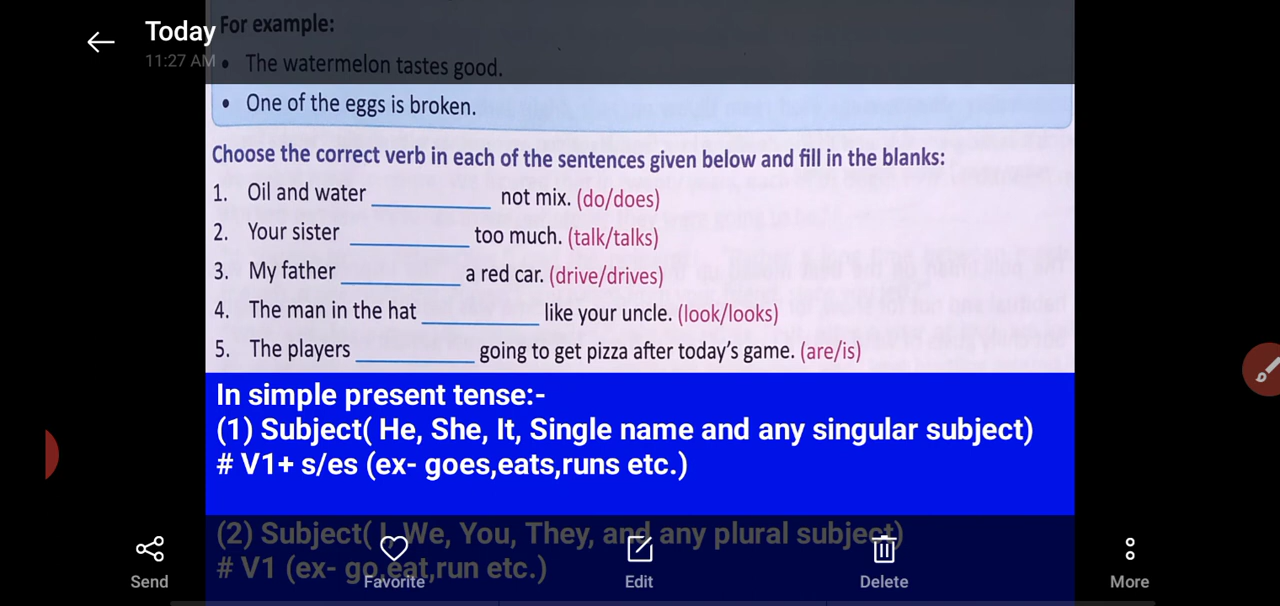 Today
11:27 AM
For example:
• The watermelon tastes good.
• One of the eggs is broken.
Choose the correct verb in each of the sentences given below and fill in the blanks:
1. Oil and water __________ not mix. (do/does)
2. Your sister __________ too much. (talk/talks)
3. My father __________ a red car. (drive/drives)
4. The man in the hat __________ like your uncle. (look/looks)
5. The players __________ going to get pizza after today's game. (are/is)
In simple present tense:-
(1) Subject( He, She, It, Single name and any singular subject)
# V1+ s/es (ex- goes,eats,runs etc.)
(2) Subject( I, We, You, They, and any plural subject)
# V1 (ex- go,eat,run etc.)
Send
Favorite
Edit
Delete
More